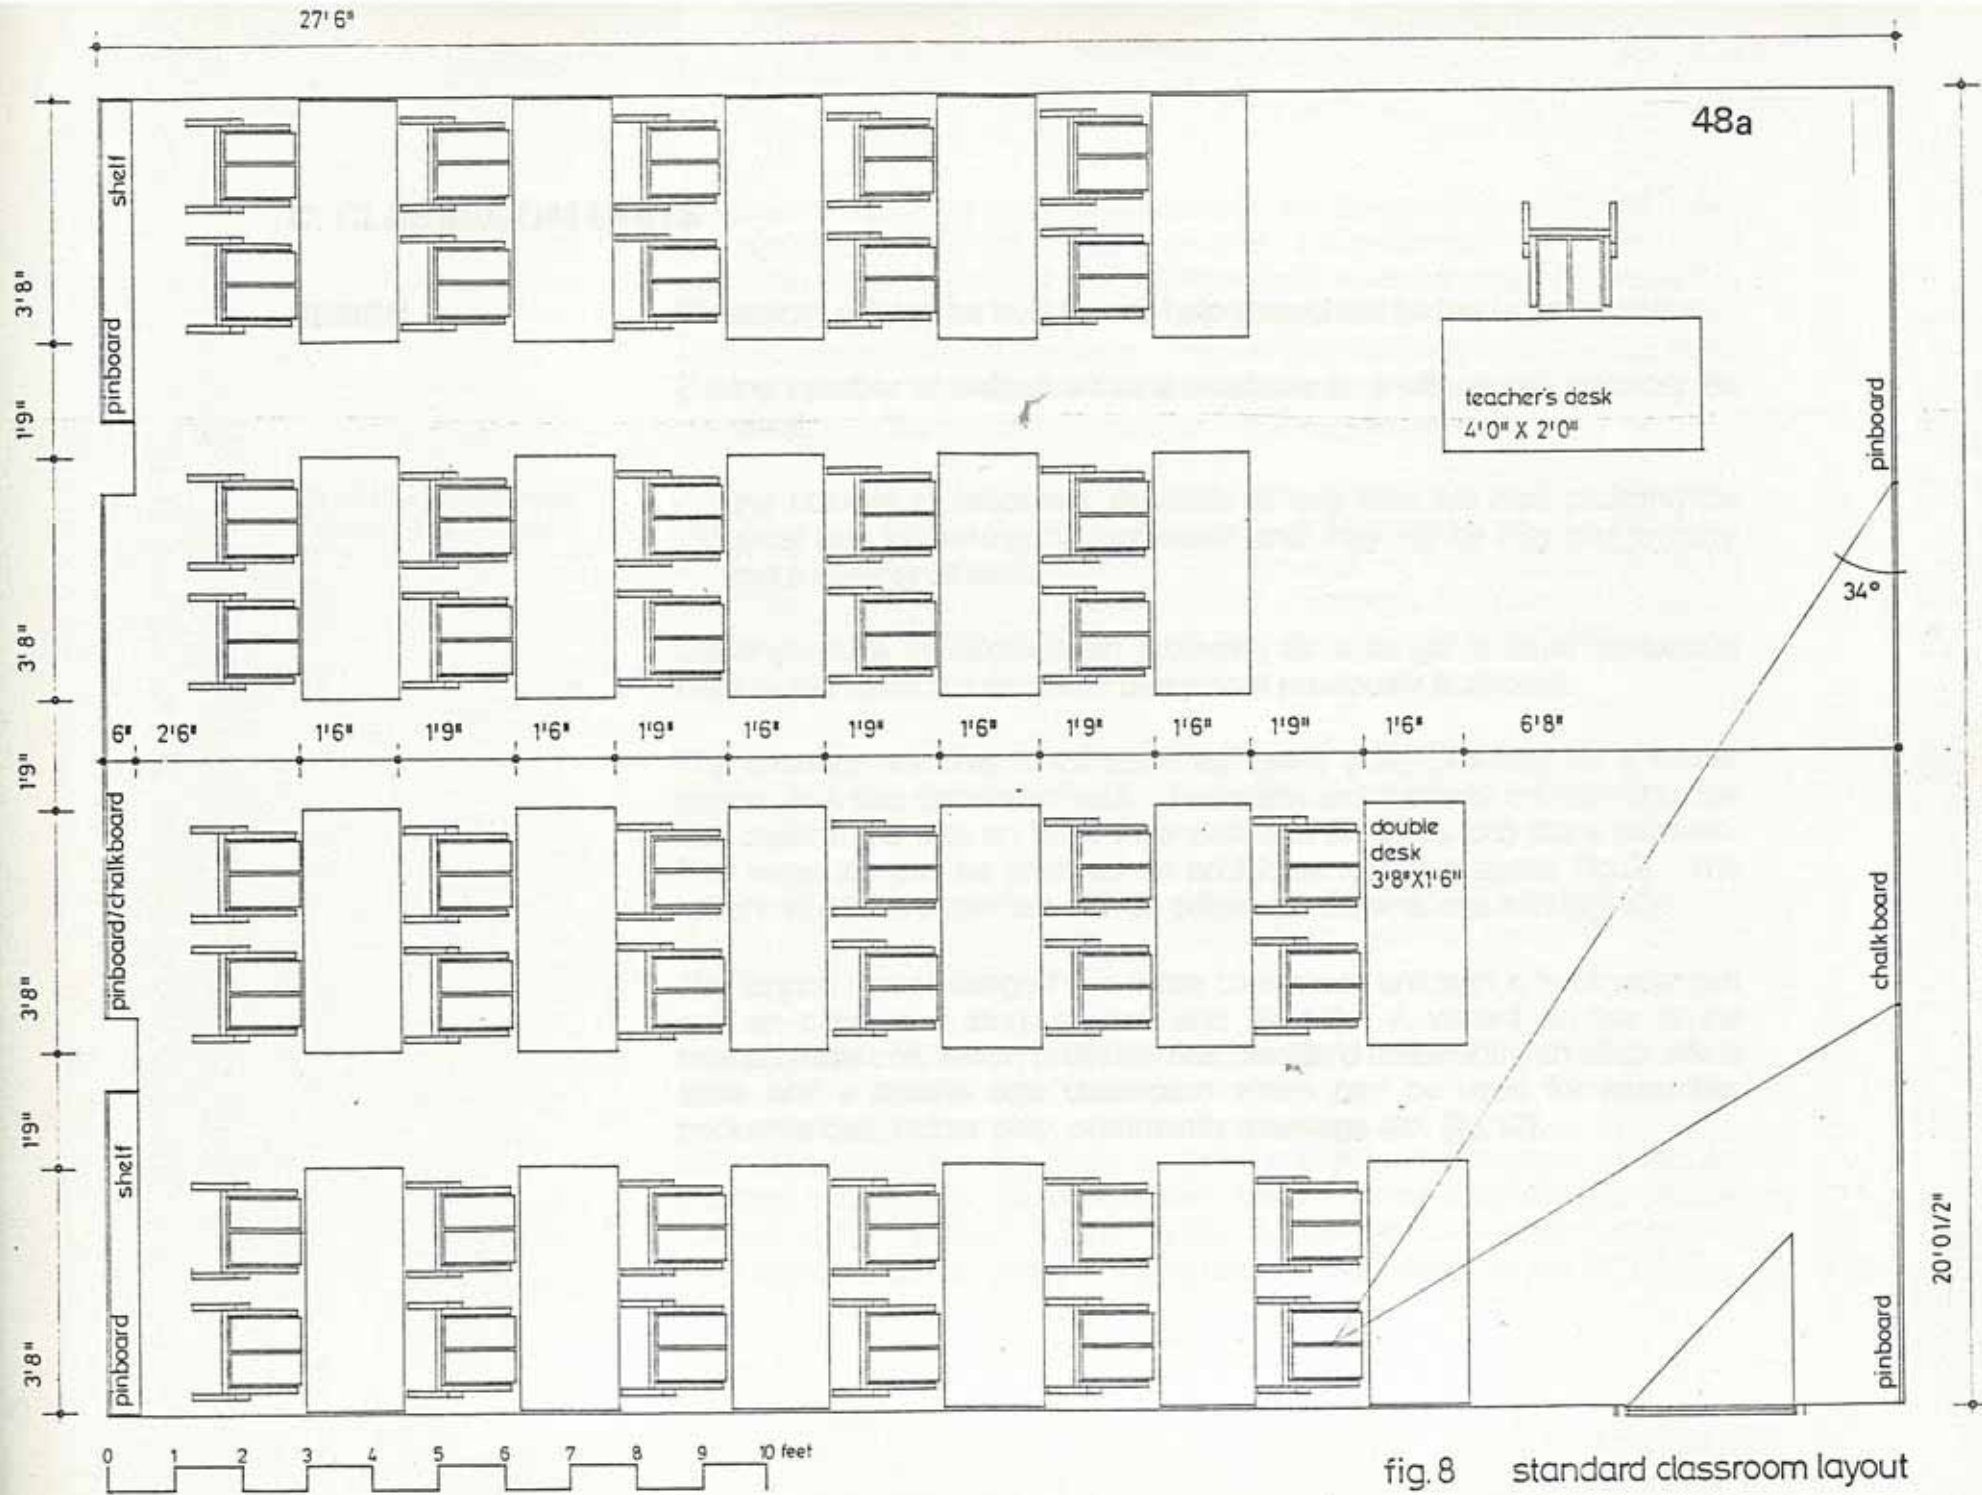 27'6"
48a
shelf
pinboard
3'8"
1'9"
3'8"
1'9"
3'8"
1'9"
3'8"
teacher's desk
4'0" X 2'0"
pinboard
34°
6" 2'6" 1'6" 1'9" 1'6" 1'9" 1'6" 1'9" 1'6" 1'9" 1'6" 1'9" 1'6" 6'8"
pinboard/chalkboard
double
desk
3'8"X1'6"
chalkboard
shelf
pinboard
20'0 1/2"
pinboard
0 1 2 3 4 5 6 7 8 9 10 feet
fig. 8 standard classroom layout